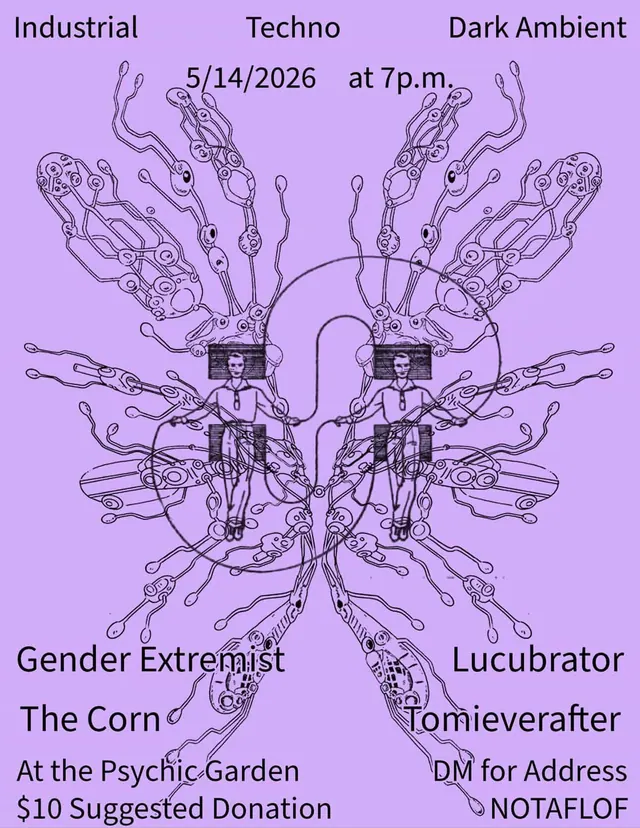 Industrial Techno Dark Ambient
5/14/2026 at 7p.m.
Gender Extremist Lucubrator
The Corn Tomieverafter
At the Psychic Garden DM for Address
$10 Suggested Donation NOTAFLOF